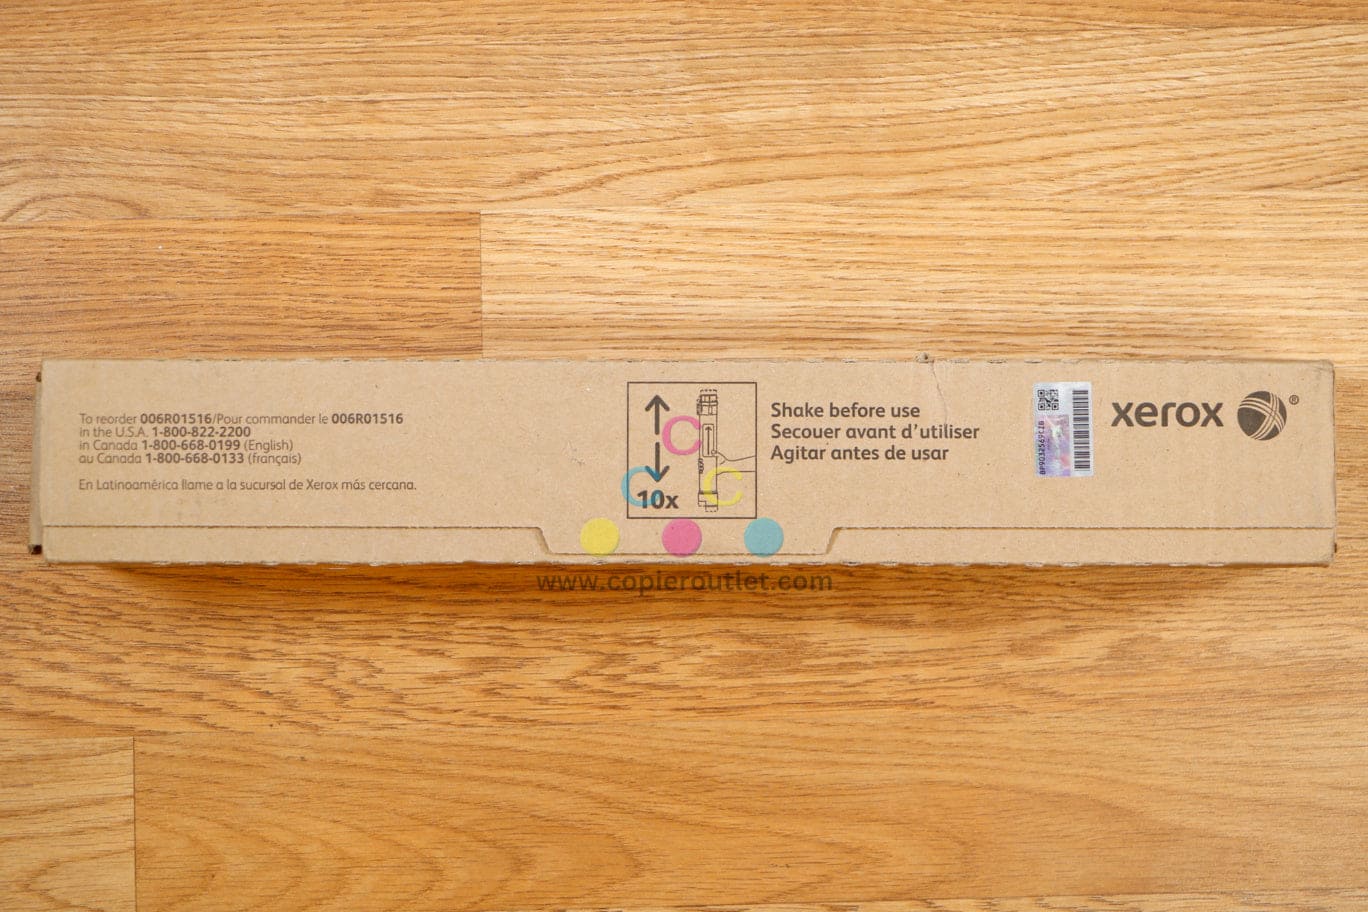 To reorder 006R01516/Pour commander le 006R01516
in the U.S.A. 1-800-822-2200
in Canada 1-800-668-0199 (English)
au Canada 1-800-668-0133 (français)
En Latinoamérica llame a la sucursal de Xerox más cercana.
10x
C
C C
Shake before use
Secouer avant d'utiliser
Agitar antes de usar
xerox ®
www.copieroutlet.com